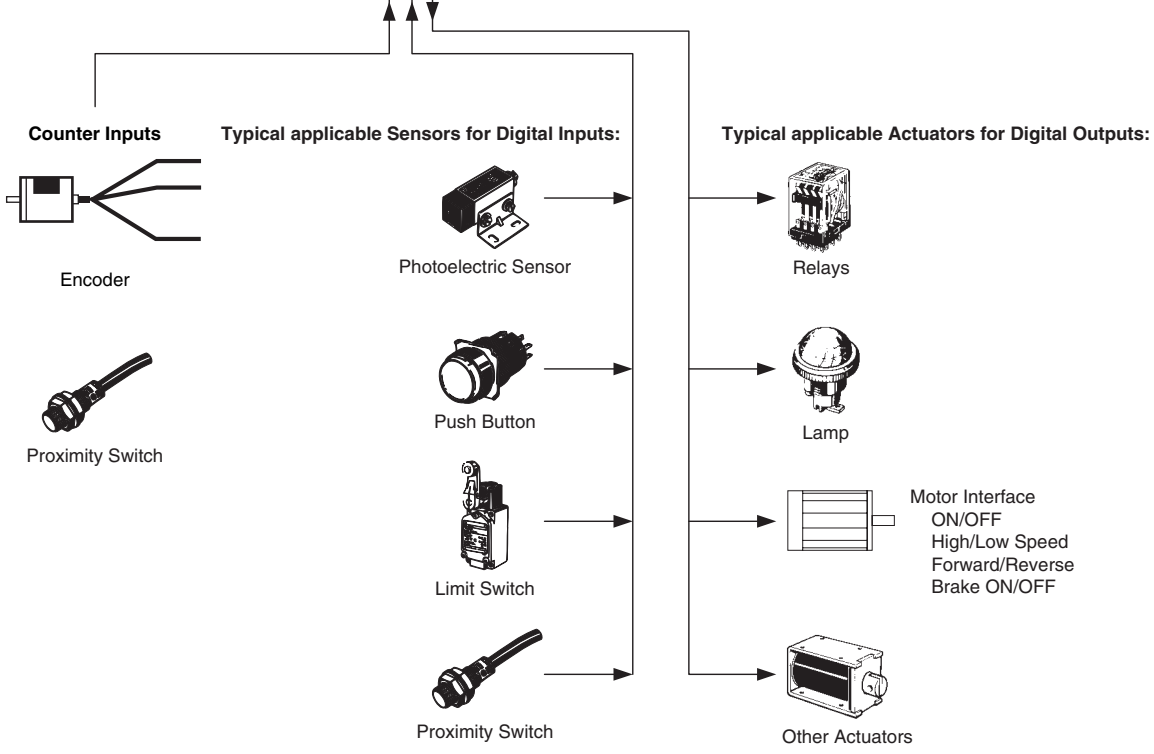 Counter Inputs
Typical applicable Sensors for Digital Inputs:
Typical applicable Actuators for Digital Outputs:
Encoder
Photoelectric Sensor
Relays
Proximity Switch
Push Button
Lamp
Limit Switch
Motor Interface
ON/OFF
High/Low Speed
Forward/Reverse
Brake ON/OFF
Proximity Switch
Other Actuators